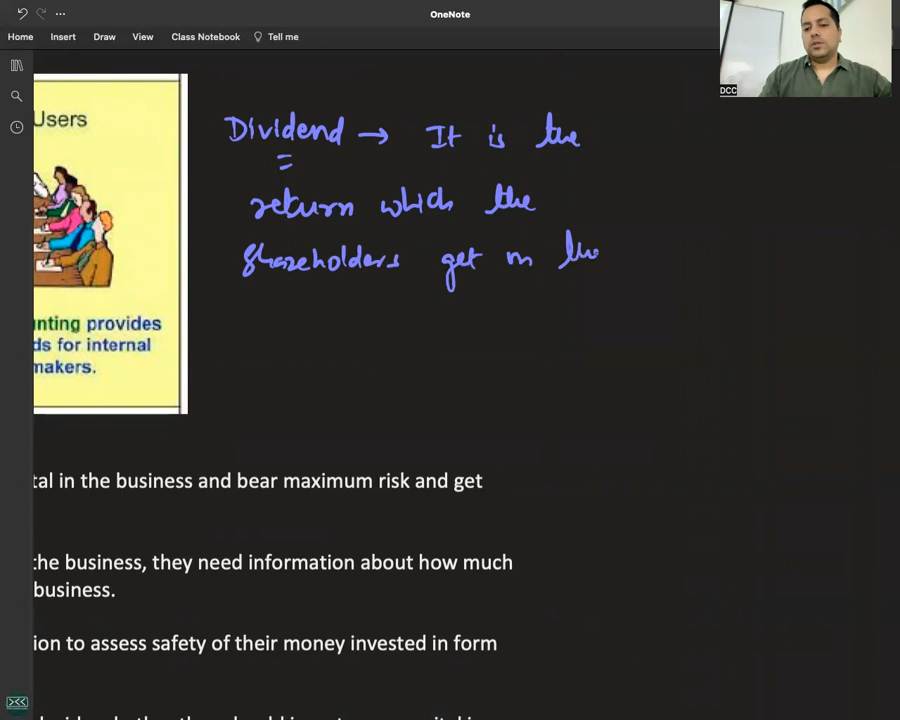 OneNote
Home Insert Draw View Class Notebook Tell me
DCC
Users
Dividend → It is the
=
return which the
shareholders get on the
unting provides
ds for internal
makers.
tal in the business and bear maximum risk and get
the business, they need information about how much
business.
ion to assess safety of their money invested in form